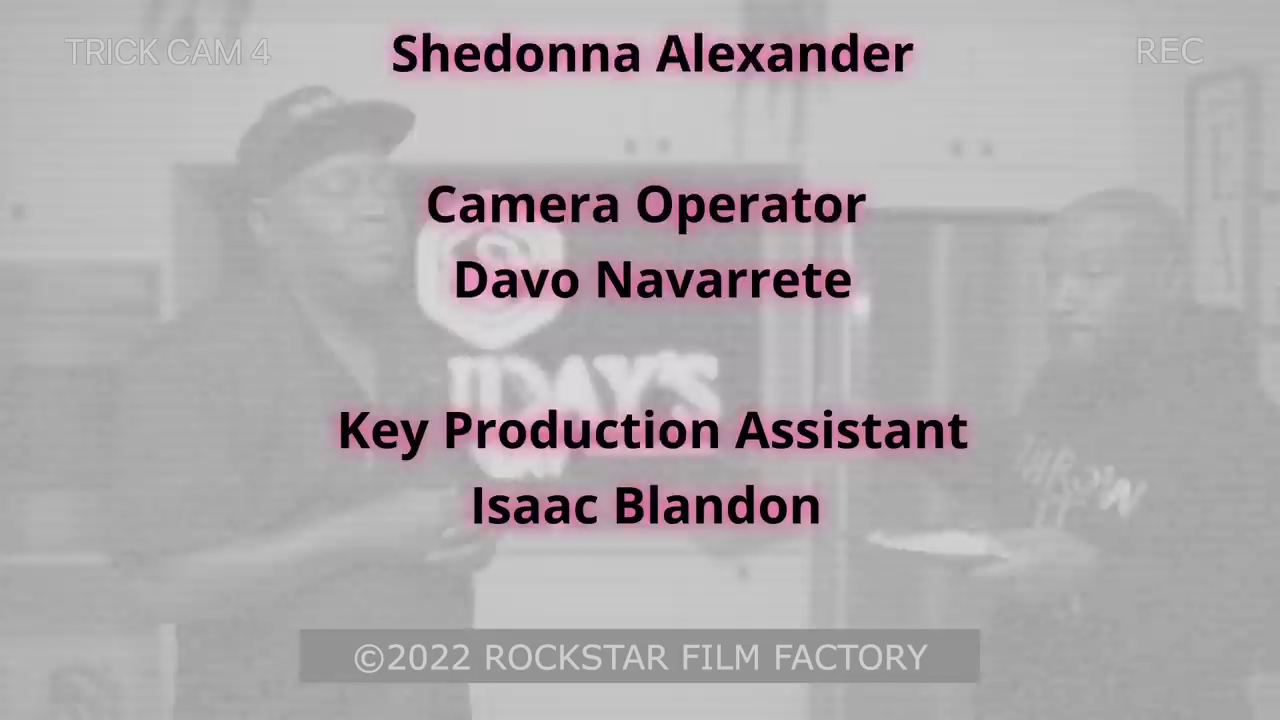 TRICK CAM 4
REC
Shedonna Alexander
Camera Operator
Davo Navarrete
Key Production Assistant
Isaac Blandon
THROW
©2022 ROCKSTAR FILM FACTORY